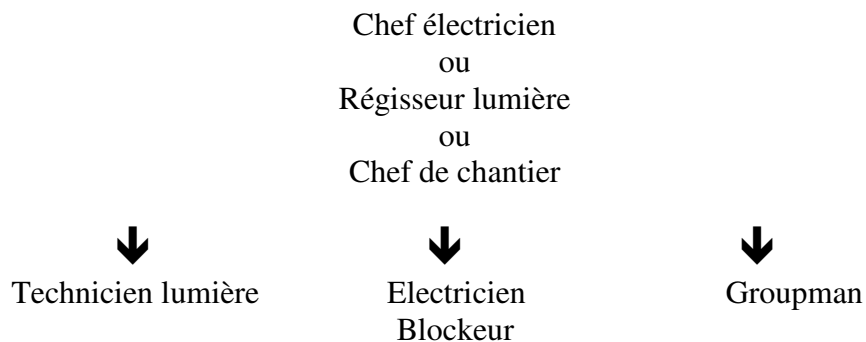 Chef électricien
ou
Régisseur lumière
ou
Chef de chantier
Technicien lumière Electricien Groupman
Blockeur